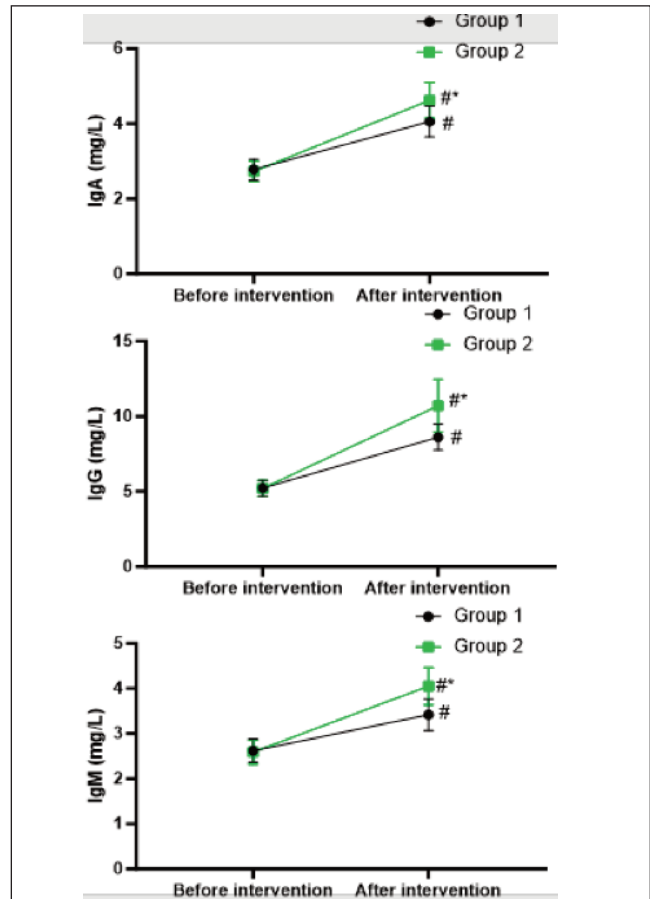 Group 1
Group 2
6
4
2
0
IgA (mg/L)
#*
#
Before intervention After intervention
Group 1
Group 2
15
10
5
0
IgG (mg/L)
#*
#
Before intervention After intervention
Group 1
Group 2
5
4
3
2
1
0
IgM (mg/L)
#*
#
Before intervention After intervention